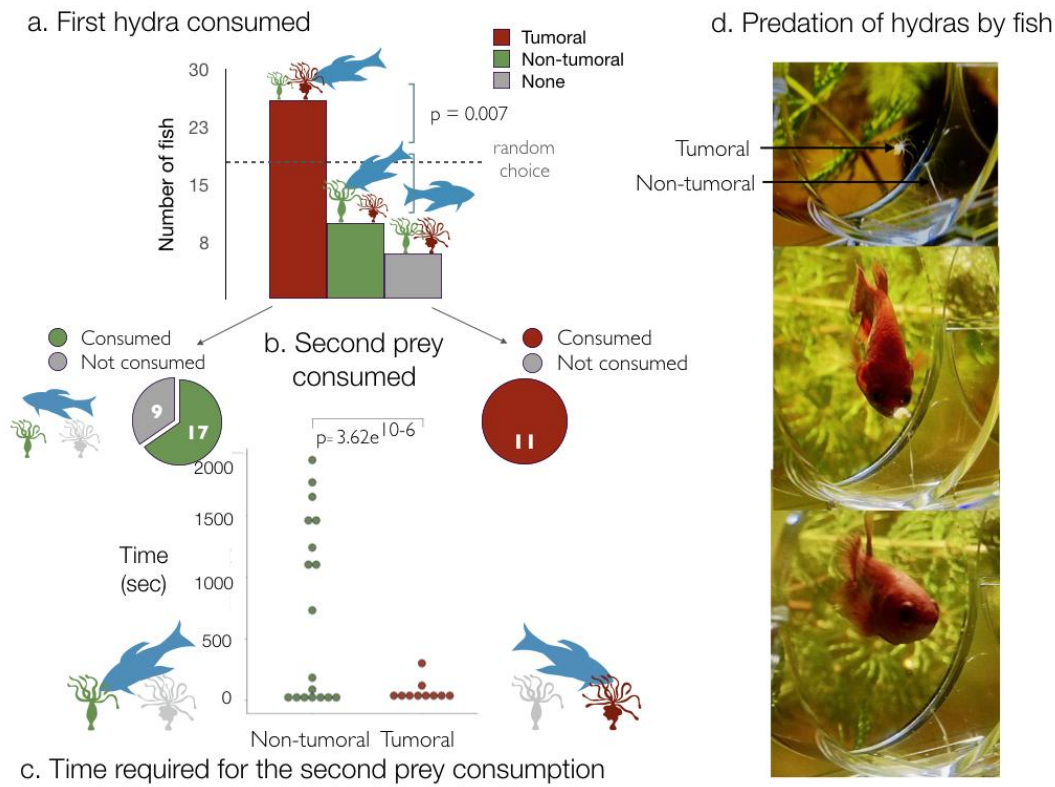 a. First hydra consumed
Tumoral
Non-tumoral
None
Number of fish
30
23
15
8
p = 0.007
random
choice
Consumed
Not consumed
9
17
b. Second prey
consumed
Consumed
Not consumed
11
p= 3.62e10-6
2000
1500
1000
500
0
Time
(sec)
Non-tumoral
Tumoral
c. Time required for the second prey consumption
d. Predation of hydras by fish
Tumoral
Non-tumoral